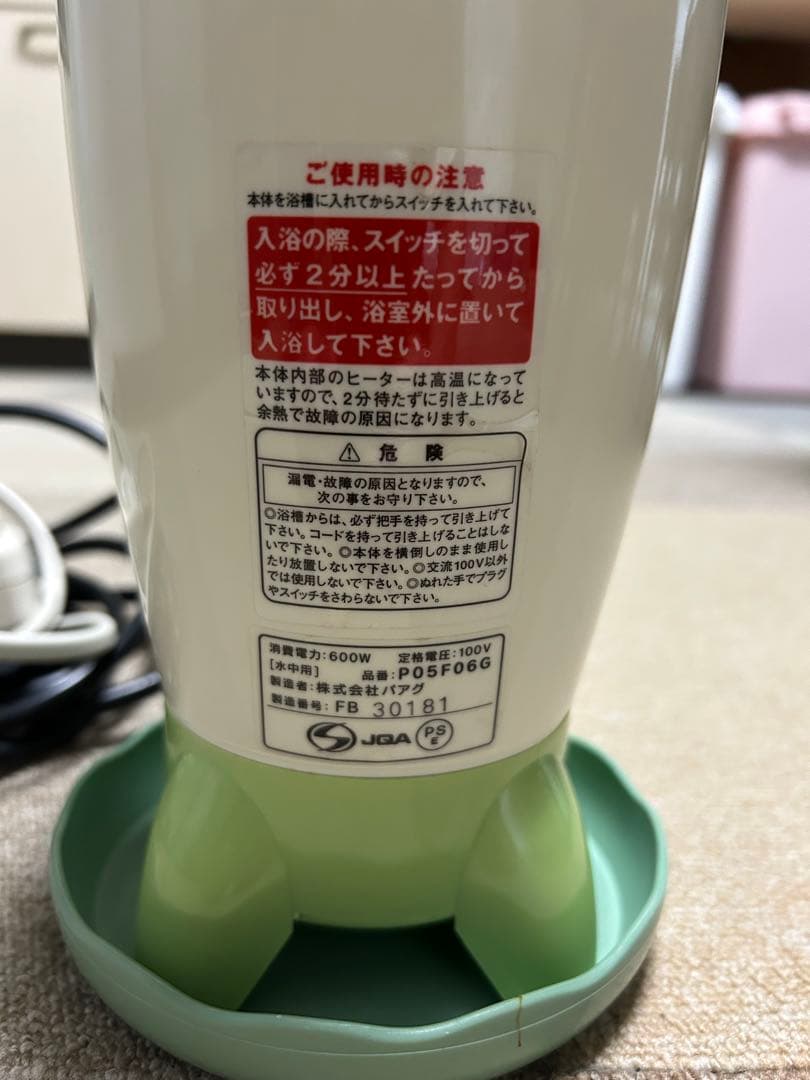 ご使用時の注意
本体を浴槽に入れてからスイッチを入れて下さい。
入浴の際、スイッチを切って
必ず2分以上たってから
取り出し、浴室外に置いて
入浴して下さい。
本体内部のヒーターは高温になって
いますので、2分待たずに引き上げると
余熱で故障の原因になります。
⚠ 危 険
漏電・故障の原因となりますので、
次の事をお守り下さい。
◎浴槽からは、必ず把手を持って引き上げて
下さい。コードを持って引き上げることはしな
いで下さい。◎本体を横倒しのまま使用し
たり放置しないで下さい。◎交流100V以外
では使用しないで下さい。◎ぬれた手でプラグ
やスイッチをさわらないで下さい。
消費電力:600W 定格電圧:100V
[水中用] 品番:P05F06G
製造者:株式会社パアグ
製造番号:FB 30181
JQA PS E